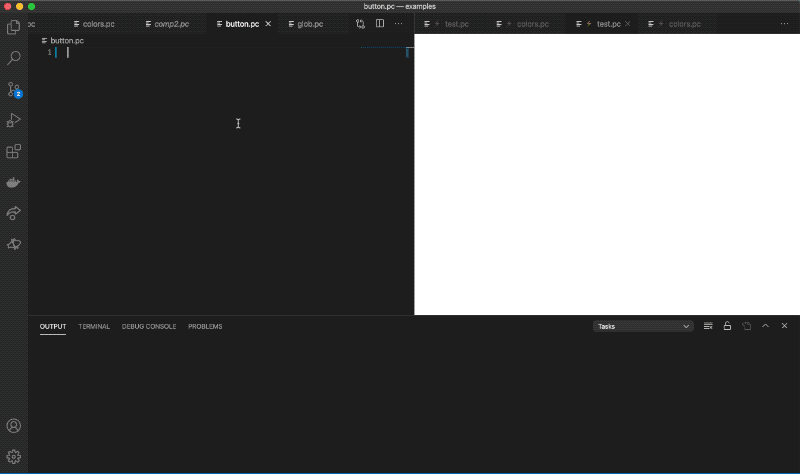 button.pc — examples
pc colors.pc comp2.pc button.pc glob.pc test.pc colors.pc test.pc colors.pc
button.pc
1
2
OUTPUT TERMINAL DEBUG CONSOLE PROBLEMS Tasks